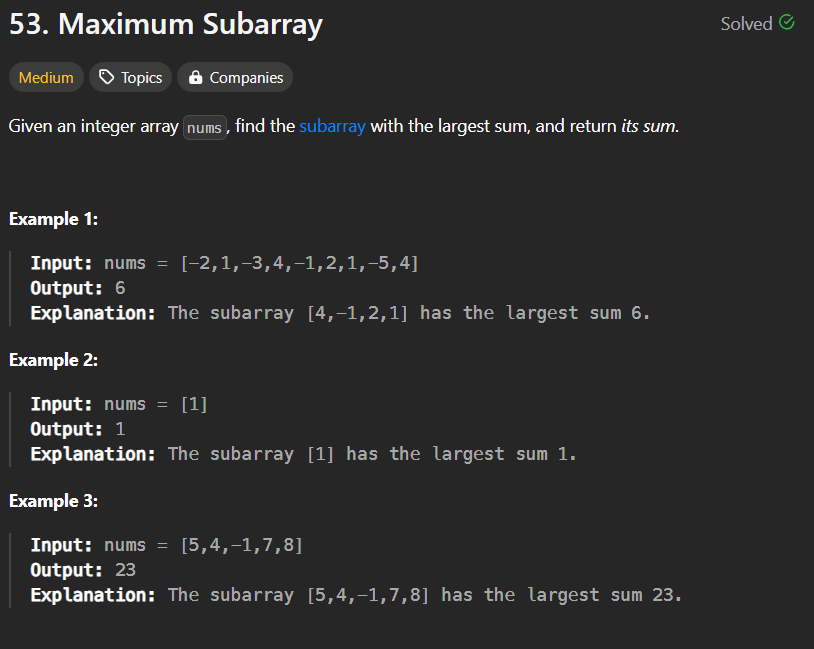 53. Maximum Subarray
Solved
Medium
Topics
Companies
Given an integer array nums, find the subarray with the largest sum, and return its sum.
Example 1:
Input: nums = [-2,1,-3,4,-1,2,1,-5,4]
Output: 6
Explanation: The subarray [4,-1,2,1] has the largest sum 6.
Example 2:
Input: nums = [1]
Output: 1
Explanation: The subarray [1] has the largest sum 1.
Example 3:
Input: nums = [5,4,-1,7,8]
Output: 23
Explanation: The subarray [5,4,-1,7,8] has the largest sum 23.